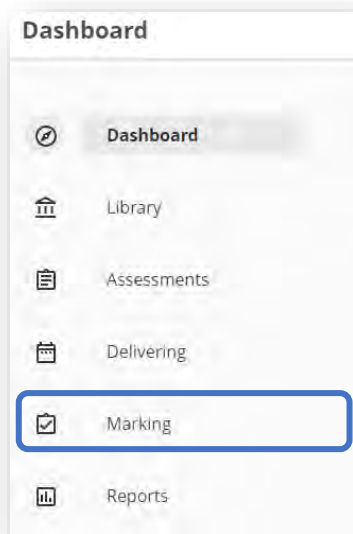 Dashboard
Dashboard
Library
Assessments
Delivering
Marking
Reports